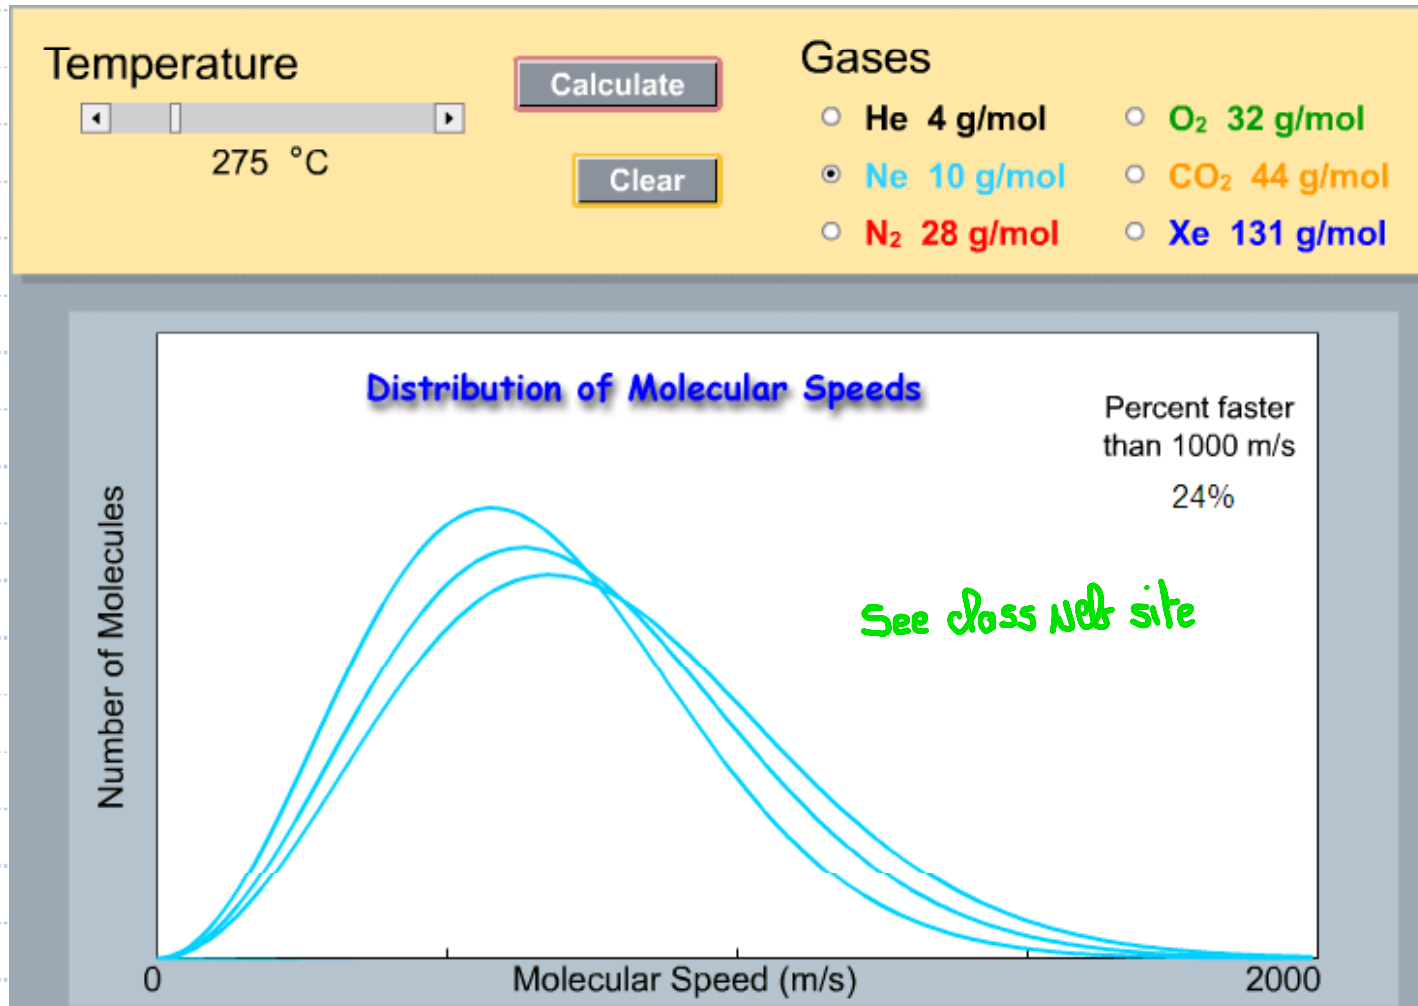 Temperature
275 °C
Calculate
Clear
Gases
He 4 g/mol
O₂ 32 g/mol
Ne 10 g/mol
CO₂ 44 g/mol
N₂ 28 g/mol
Xe 131 g/mol
Distribution of Molecular Speeds
Percent faster
than 1000 m/s
24%
See class Web site
Number of Molecules
0
Molecular Speed (m/s)
2000